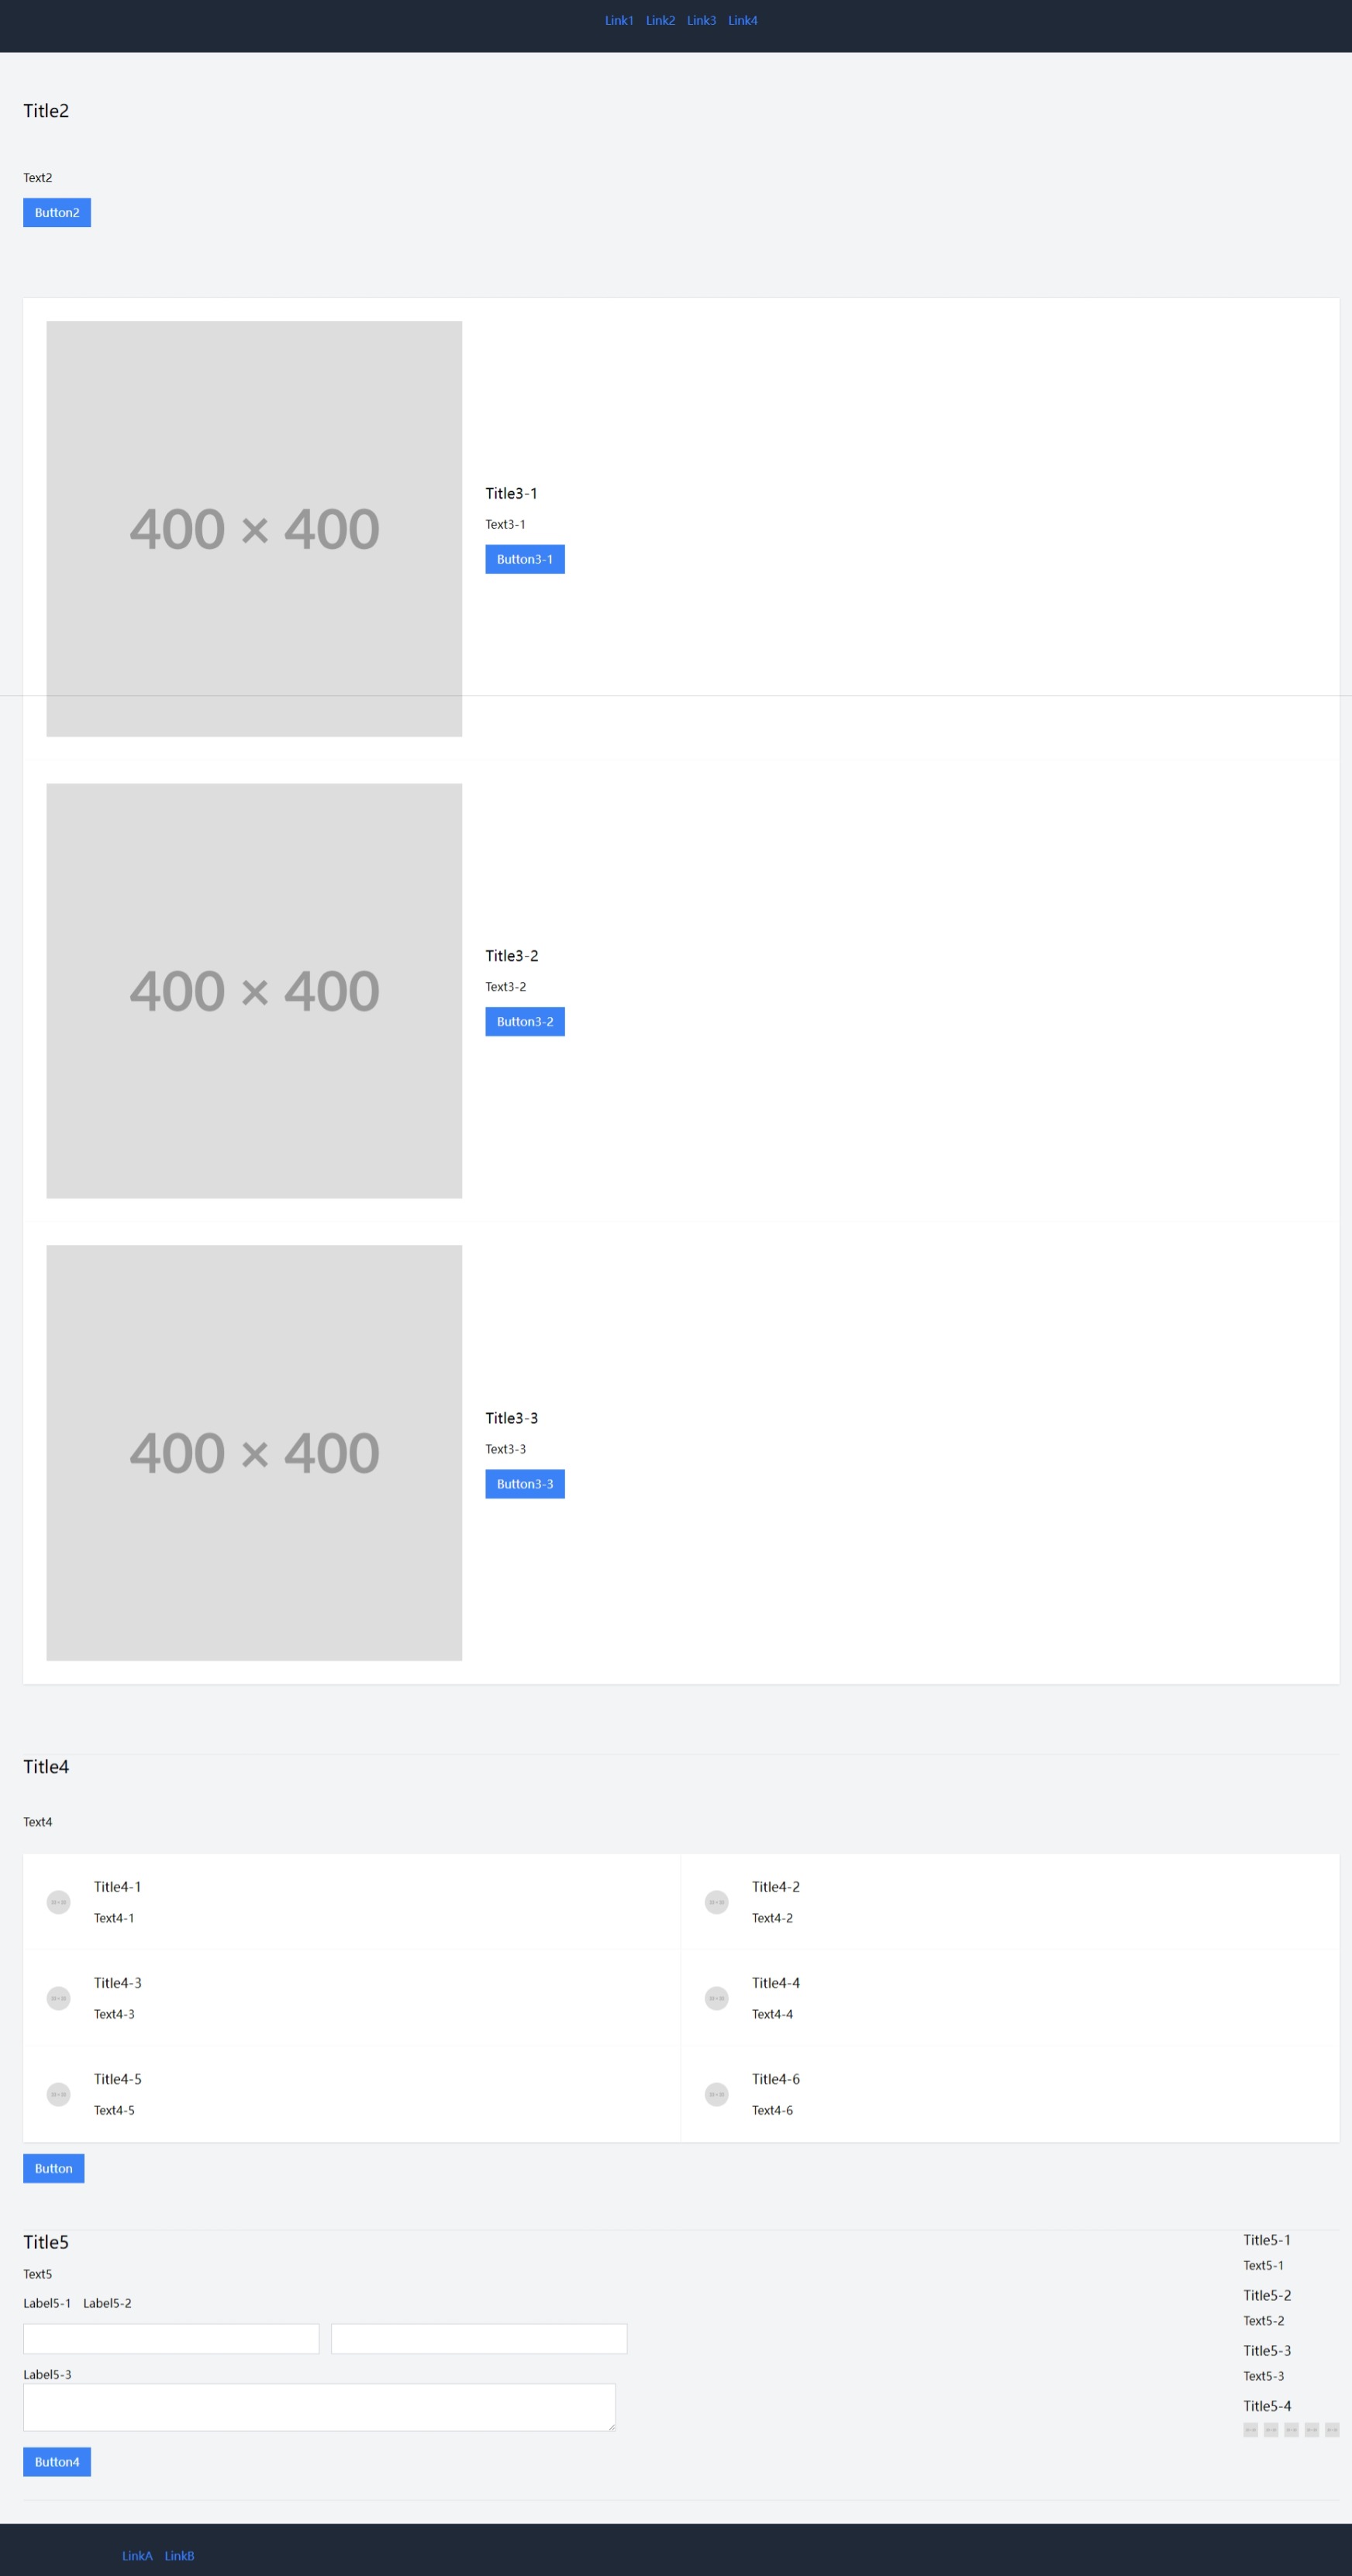 Link1 Link2 Link3 Link4
Title2
Text2
Button2
400 × 400
Title3-1
Text3-1
Button3-1
400 × 400
Title3-2
Text3-2
Button3-2
400 × 400
Title3-3
Text3-3
Button3-3
Title4
Text4
Title4-1
Text4-1
Title4-2
Text4-2
Title4-3
Text4-3
Title4-4
Text4-4
Title4-5
Text4-5
Title4-6
Text4-6
Button
Title5
Text5
Label5-1 Label5-2
Label5-3
Button4
Title5-1
Text5-1
Title5-2
Text5-2
Title5-3
Text5-3
Title5-4
LinkA LinkB